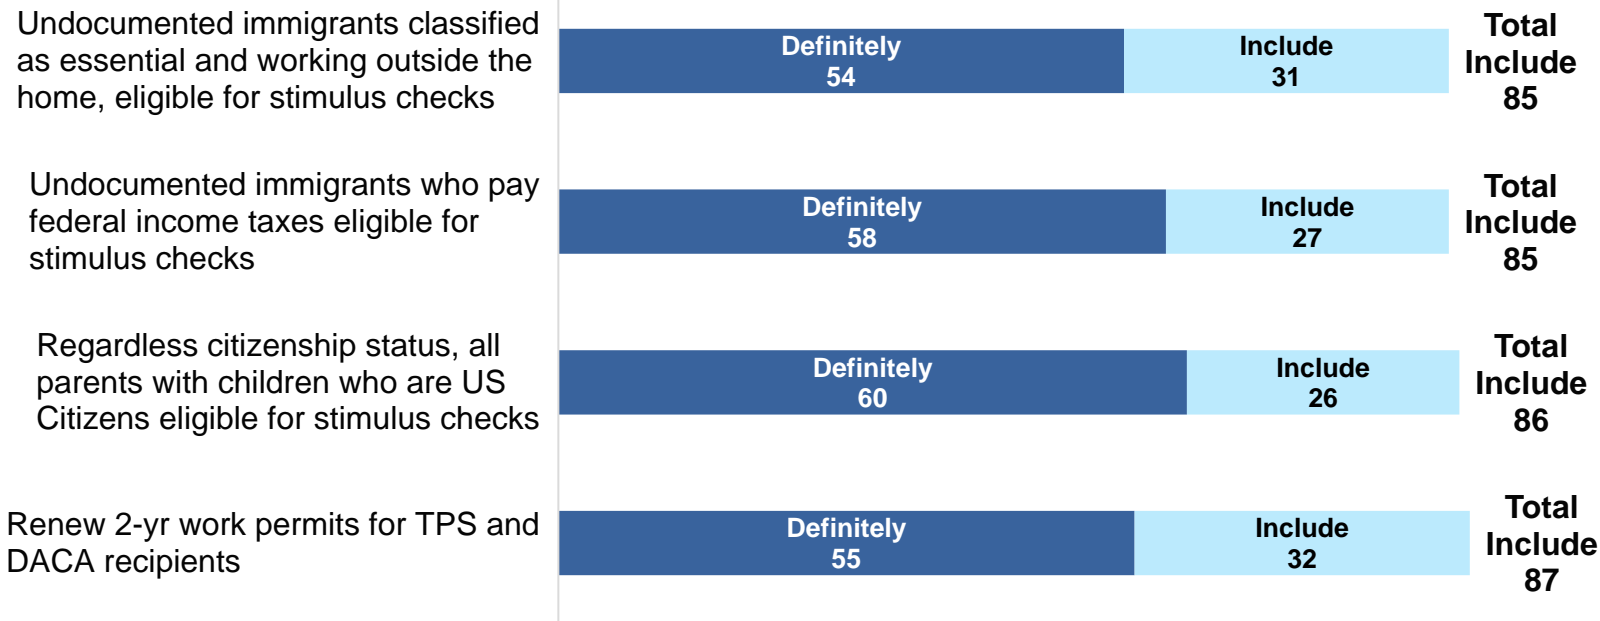 Undocumented immigrants classified
as essential and working outside the
home, eligible for stimulus checks
Definitely
54
Include
31
Total
Include
85
Undocumented immigrants who pay
federal income taxes eligible for
stimulus checks
Definitely
58
Include
27
Total
Include
85
Regardless citizenship status, all
parents with children who are US
Citizens eligible for stimulus checks
Definitely
60
Include
26
Total
Include
86
Renew 2-yr work permits for TPS and
DACA recipients
Definitely
55
Include
32
Total
Include
87